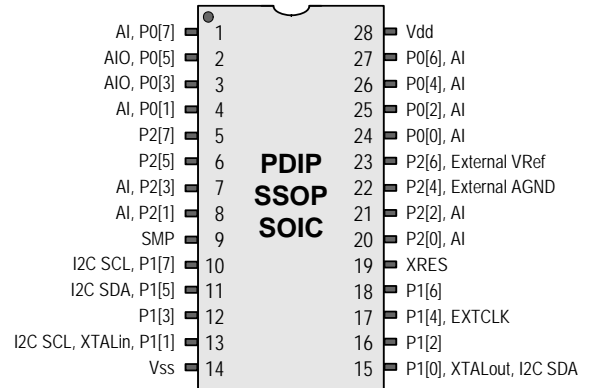 AI, P0[7] 1 28 Vdd
AIO, P0[5] 2 27 P0[6], AI
AIO, P0[3] 3 26 P0[4], AI
AI, P0[1] 4 25 P0[2], AI
P2[7] 5 24 P0[0], AI
P2[5] 6 PDIP 23 P2[6], External VRef
AI, P2[3] 7 SSOP 22 P2[4], External AGND
AI, P2[1] 8 SOIC 21 P2[2], AI
SMP 9 20 P2[0], AI
I2C SCL, P1[7] 10 19 XRES
I2C SDA, P1[5] 11 18 P1[6]
P1[3] 12 17 P1[4], EXTCLK
I2C SCL, XTALin, P1[1] 13 16 P1[2]
Vss 14 15 P1[0], XTALout, I2C SDA